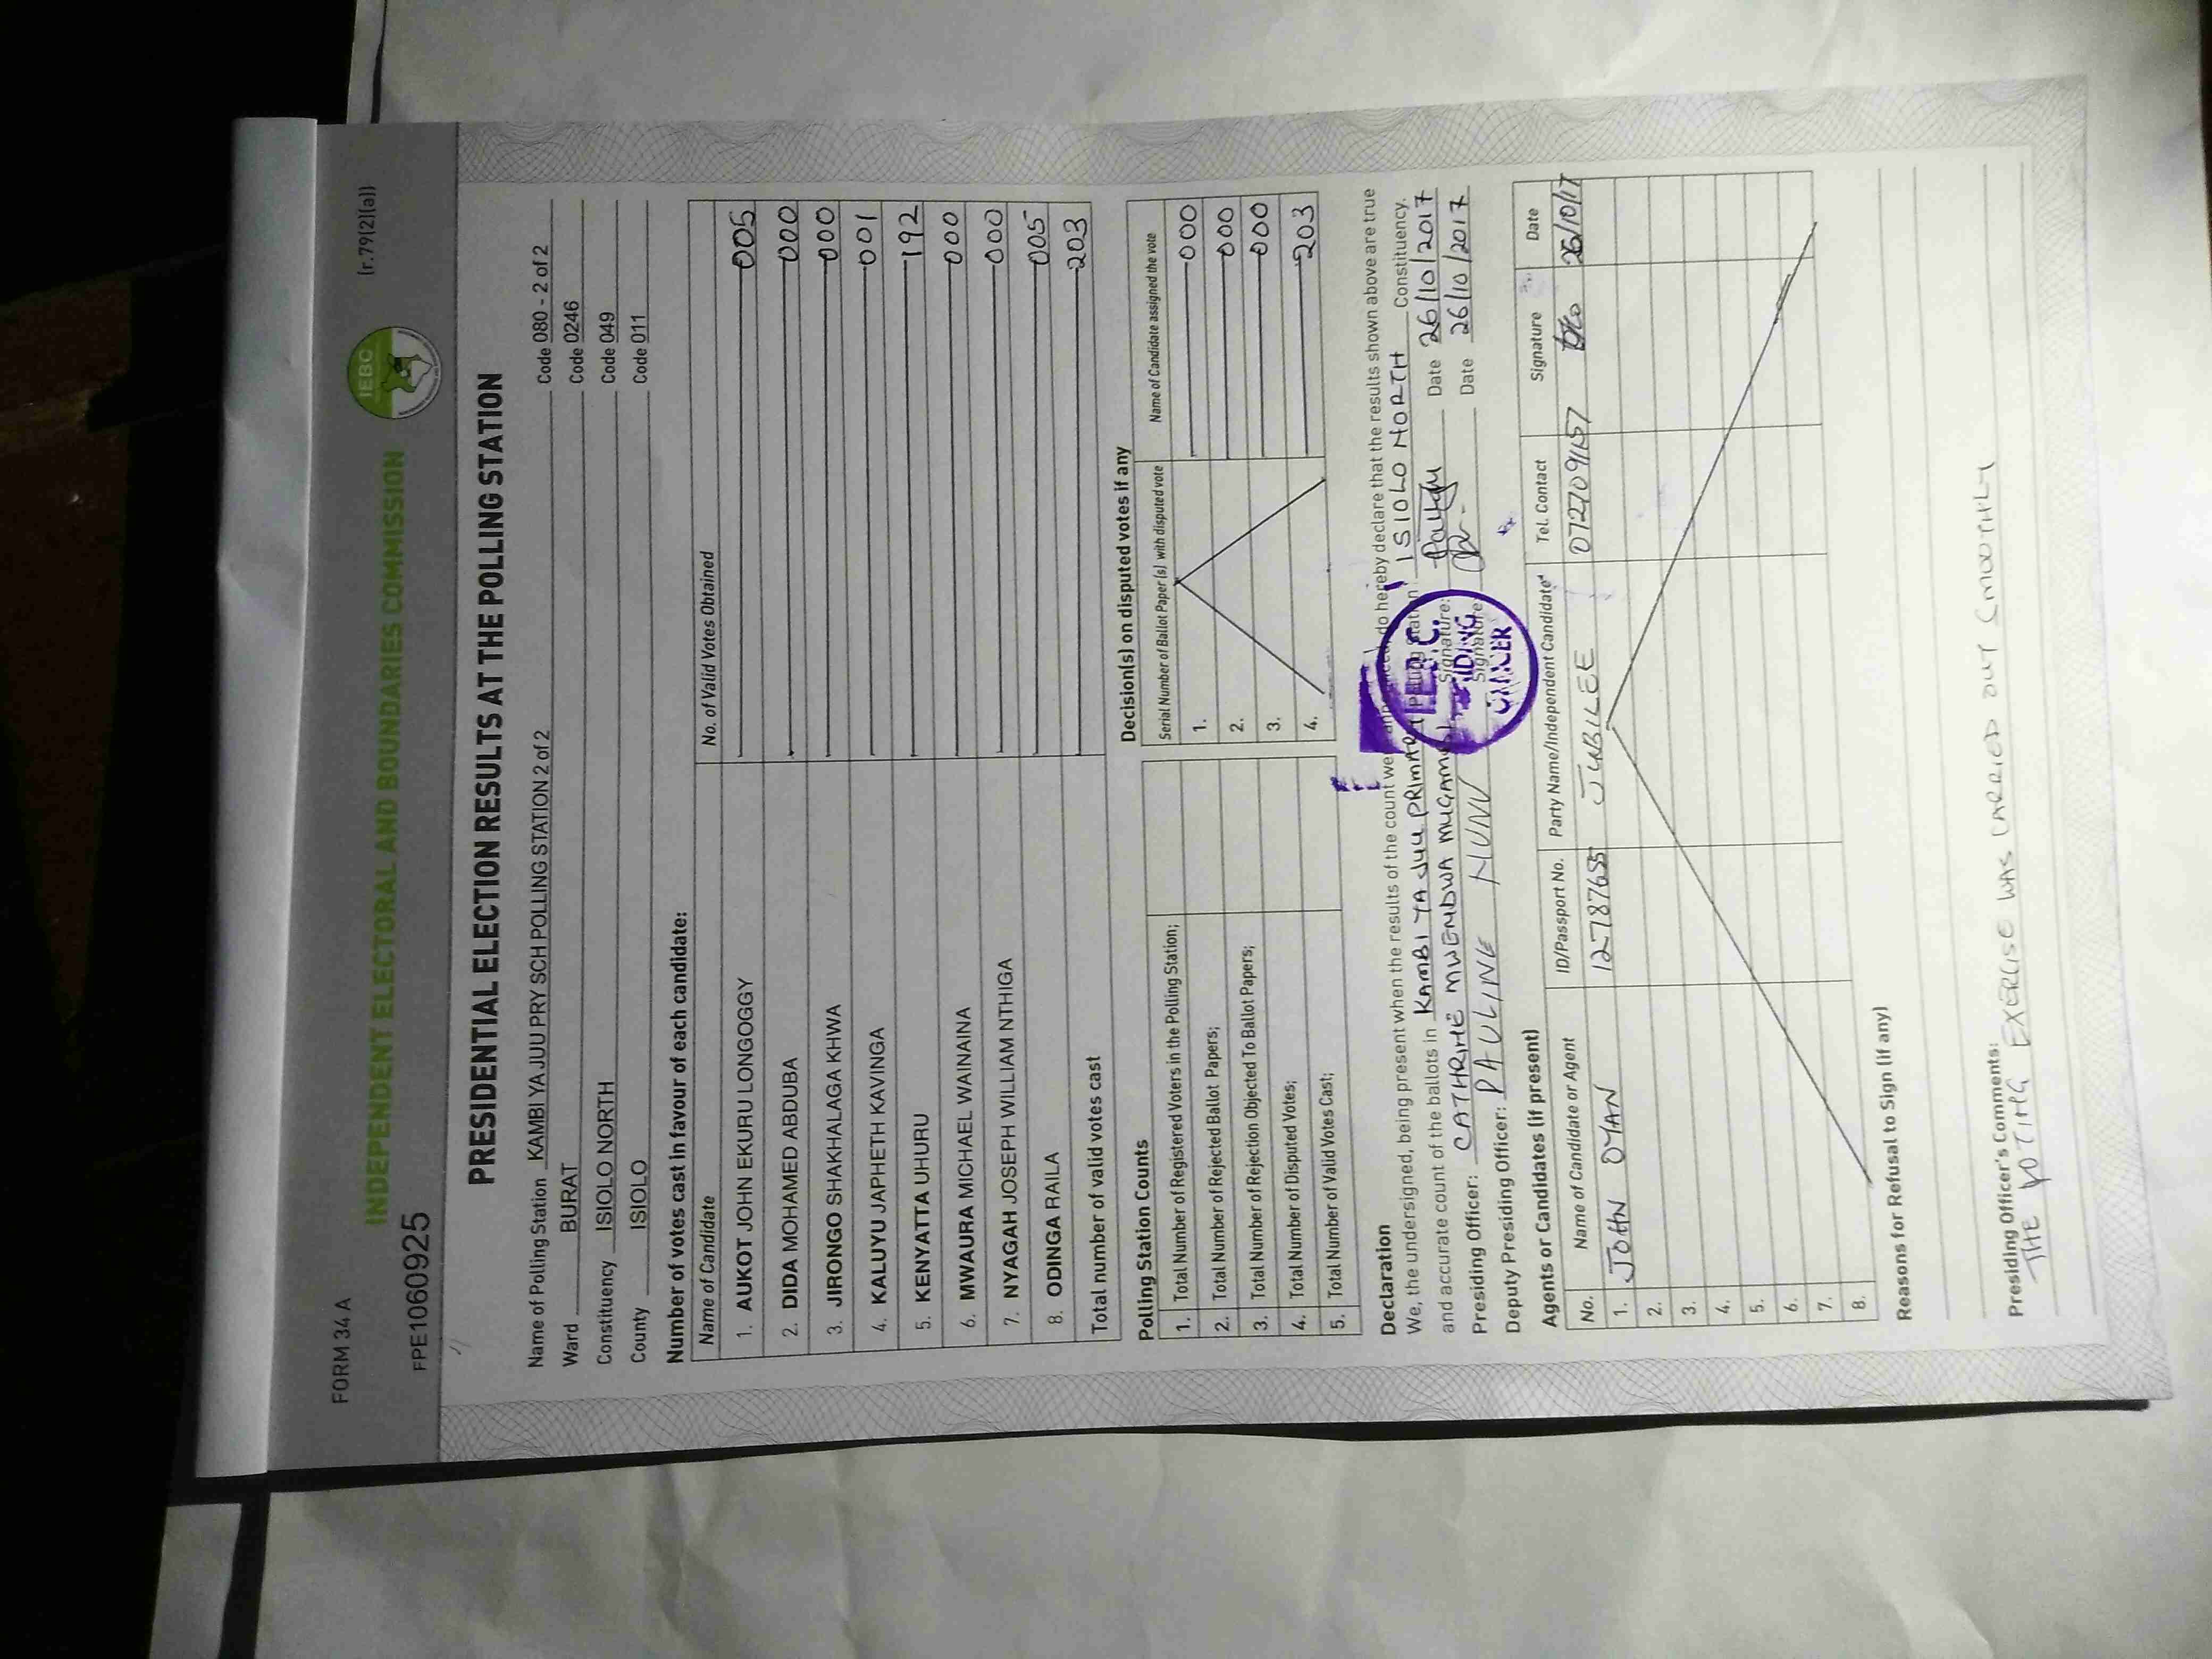 FORM 34 A
(r.79(2)(a))
INDEPENDENT ELECTORAL AND BOUNDARIES COMMISSION
IEBC
FPE1060925
PRESIDENTIAL ELECTION RESULTS AT THE POLLING STATION
Name of Polling Station KAMBI YA JUU PRY SCH POLLING STATION 2 of 2 Code 080 - 2 of 2
Ward BURAT Code 0246
Constituency ISIOLO NORTH Code 049
County ISIOLO Code 011
Number of votes cast in favour of each candidate:
Name of Candidate No. of Valid Votes Obtained
1. AUKOT JOHN EKURU LONGOGGY 005
2. DIDA MOHAMED ABDUBA 000
3. JIRONGO SHAKHALAGA KHWA 000
4. KALUYU JAPHETH KAVINGA 001
5. KENYATTA UHURU 192
6. MWAURA MICHAEL WAINAINA 000
7. NYAGAH JOSEPH WILLIAM NTHIGA 000
8. ODINGA RAILA 005
Total number of valid votes cast 203
Polling Station Counts
1. Total Number of Registered Voters in the Polling Station;
2. Total Number of Rejected Ballot Papers;
3. Total Number of Rejection Objected To Ballot Papers;
4. Total Number of Disputed Votes;
5. Total Number of Valid Votes Cast;
Decision(s) on disputed votes if any
Serial Number of Ballot Paper(s) with disputed vote Name of Candidate assigned the vote
1. 000
2. 000
3. 000
4. 203
Declaration
We, the undersigned, being present when the results of the count were do hereby declare that the results shown above are true
and accurate count of the ballots in KAMBI YA JUU PRIMARY Polling Station ISIOLO NORTH Constituency.
Presiding Officer: CATHRINE MWENDWA Signature: Date 26/10/2017
Deputy Presiding Officer: PAULINE NUNV Signature: Date 26/10/2017
I.E.B.C.
OFFICER
Agents or Candidates (if present)
No. Name of Candidate or Agent ID/Passport No. Party Name/Independent Candidate Tel. Contact Signature Date
1. JOHN OYAN 12787655 JUBILEE 0727091157 26/10/17
2.
3.
4.
5.
6.
7.
8.
Reasons for Refusal to Sign (if any)
Presiding Officer's Comments:
THE VOTING EXERCISE WAS CARRIED OUT SMOOTHLY